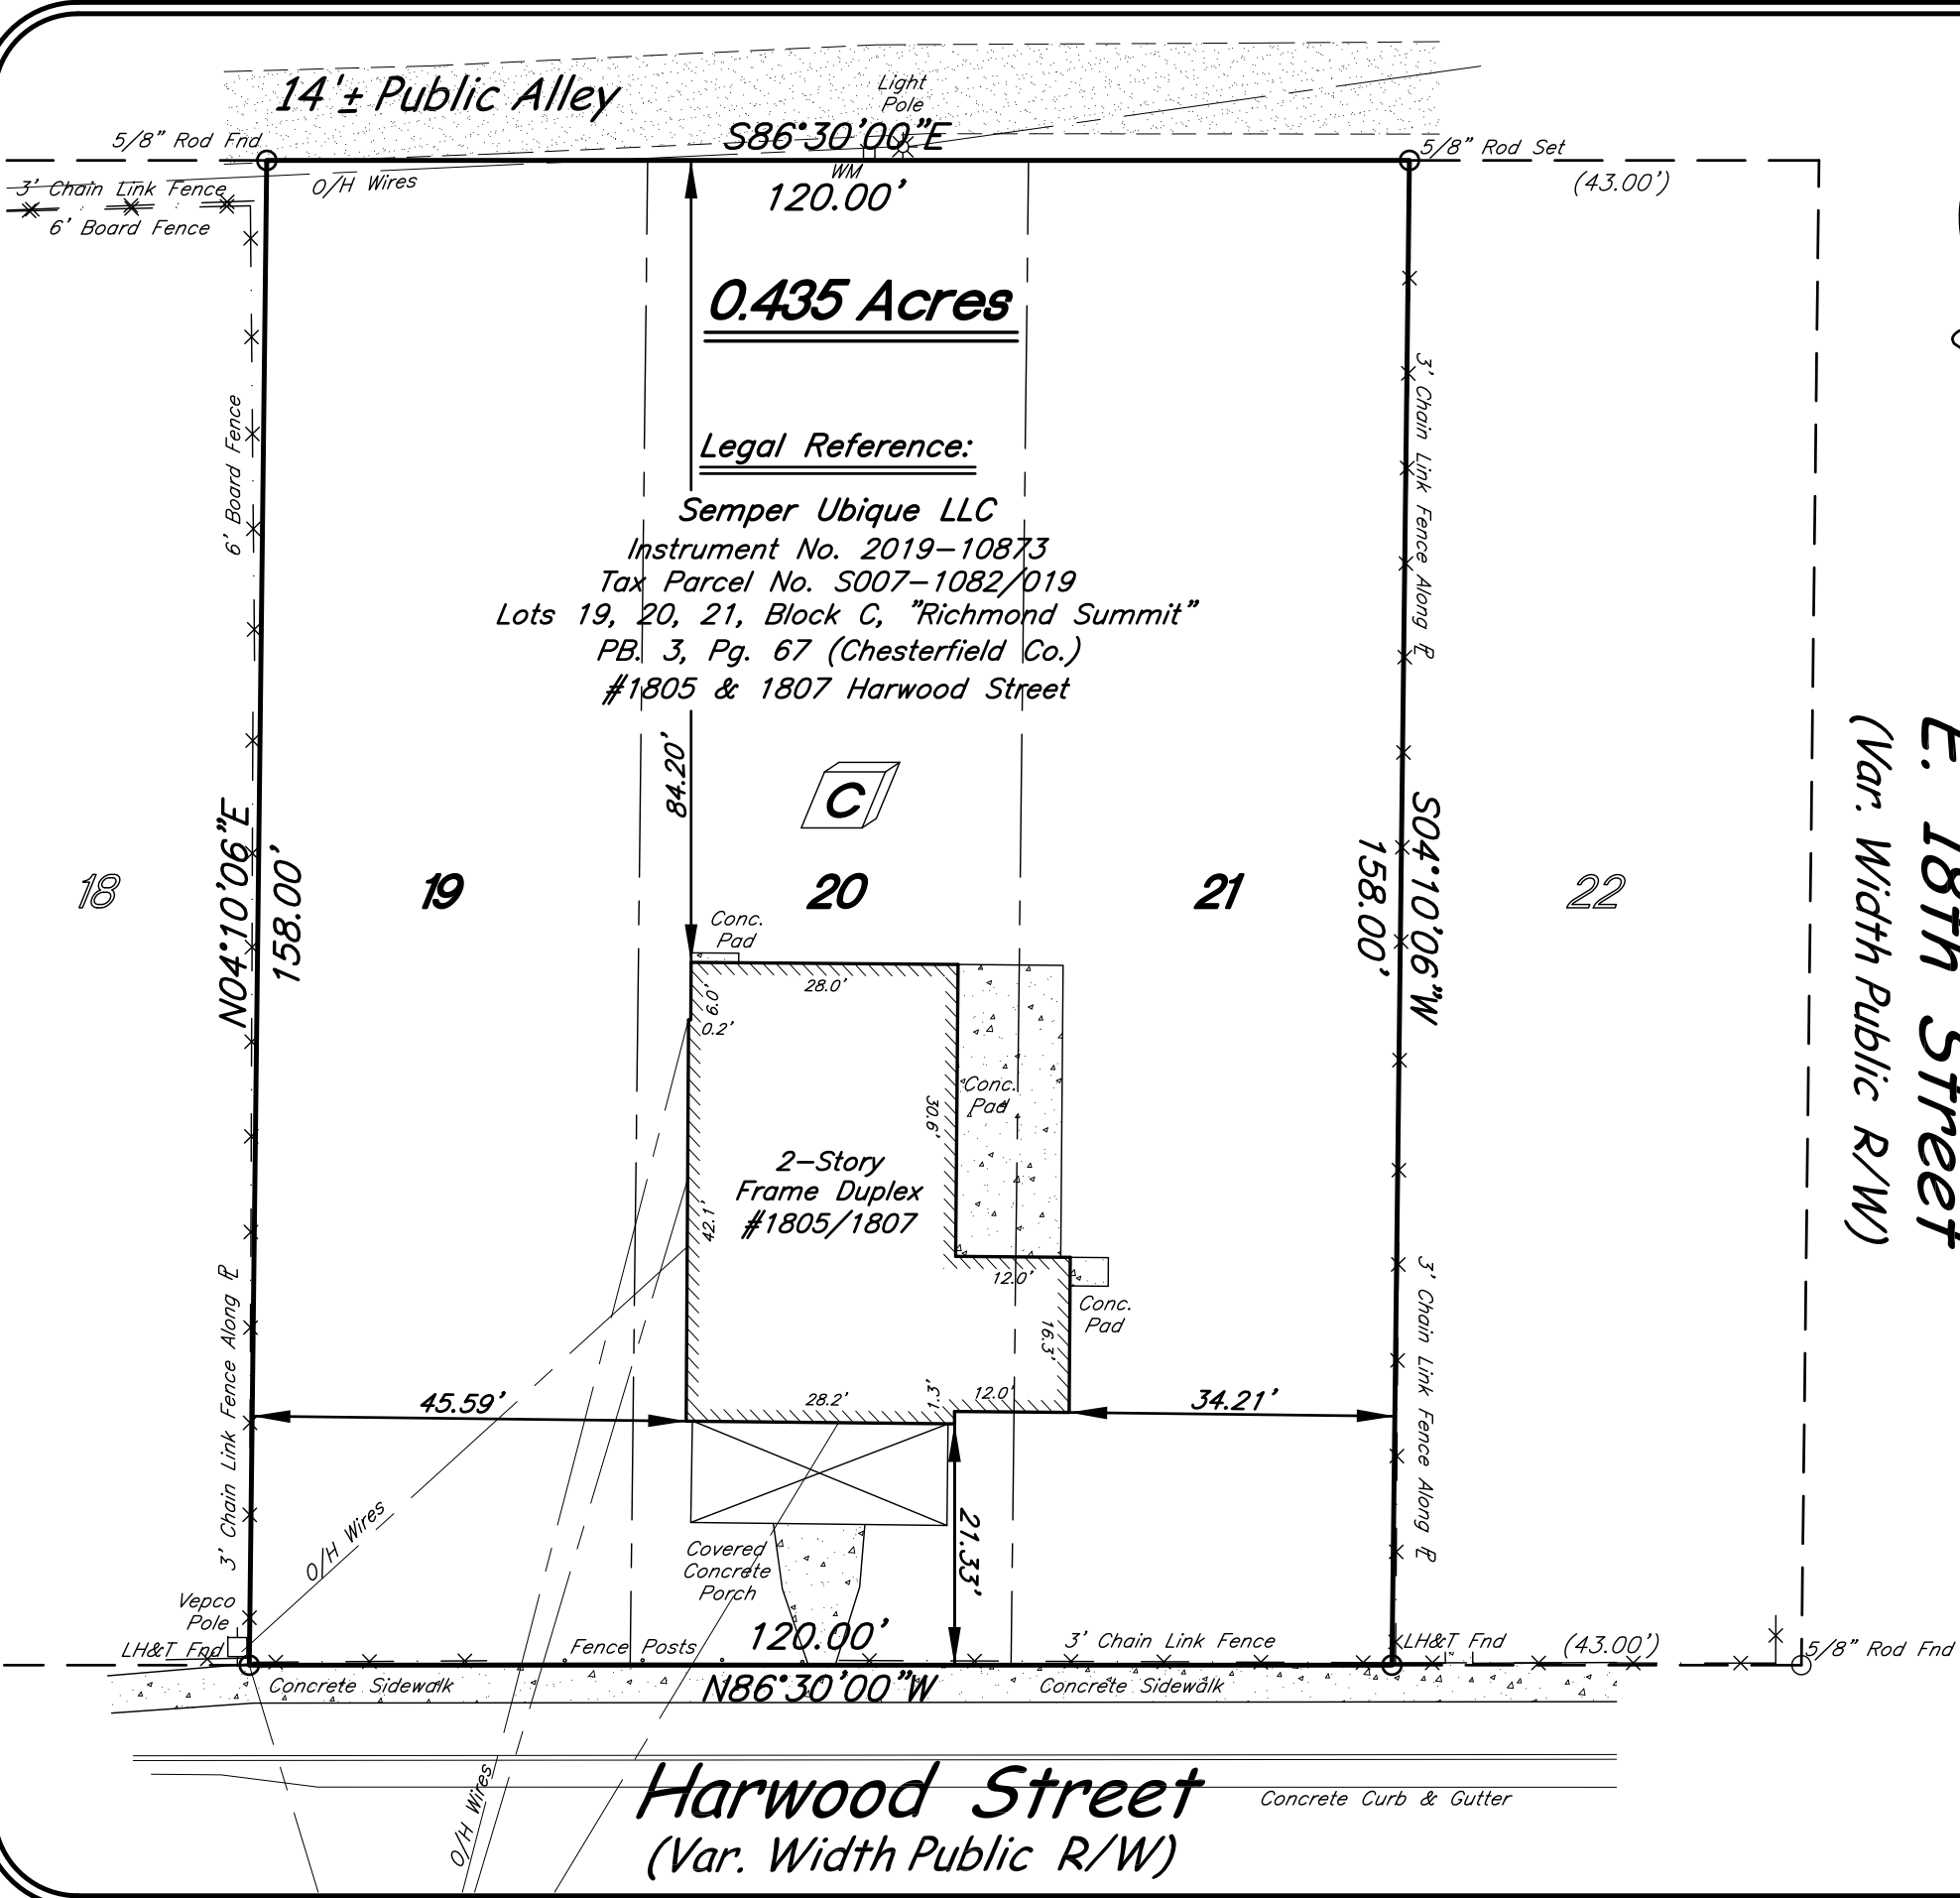 14'± Public Alley
Light
Pole
5/8" Rod Fnd
S86°30'00"E
5/8" Rod Set
WM
3' Chain Link Fence
O/H Wires
120.00'
(43.00')
6' Board Fence
0.435 Acres
6' Board Fence
3' Chain Link Fence Along ℄
Legal Reference:
Semper Ubique LLC
Instrument No. 2019-10873
Tax Parcel No. S007-1082/019
Lots 19, 20, 21, Block C, "Richmond Summit"
PB. 3, Pg. 67 (Chesterfield Co.)
#1805 & 1807 Harwood Street
84.20'
C
N04°10'06"E
158.00'
158.00'
S04°10'06"W
E. 18th Street
(Var. Width Public R/W)
18
19
20
21
22
Conc.
Pad
28.0'
6.0'
0.2'
Conc.
Pad
30.6'
2-Story
Frame Duplex
#1805/1807
42.1'
12.0'
Conc.
Pad
16.3'
3' Chain Link Fence Along ℄
3' Chain Link Fence Along ℄
45.59'
28.2'
1.3'
12.0'
34.21'
O/H Wires
21.33'
Covered
Concrete
Porch
Vepco
Pole
LH&T Fnd
Fence Posts
120.00'
3' Chain Link Fence
LH&T Fnd
(43.00')
5/8" Rod Fnd
Concrete Sidewalk
N86°30'00"W
Concrete Sidewalk
O/H Wires
Harwood Street
Concrete Curb & Gutter
(Var. Width Public R/W)